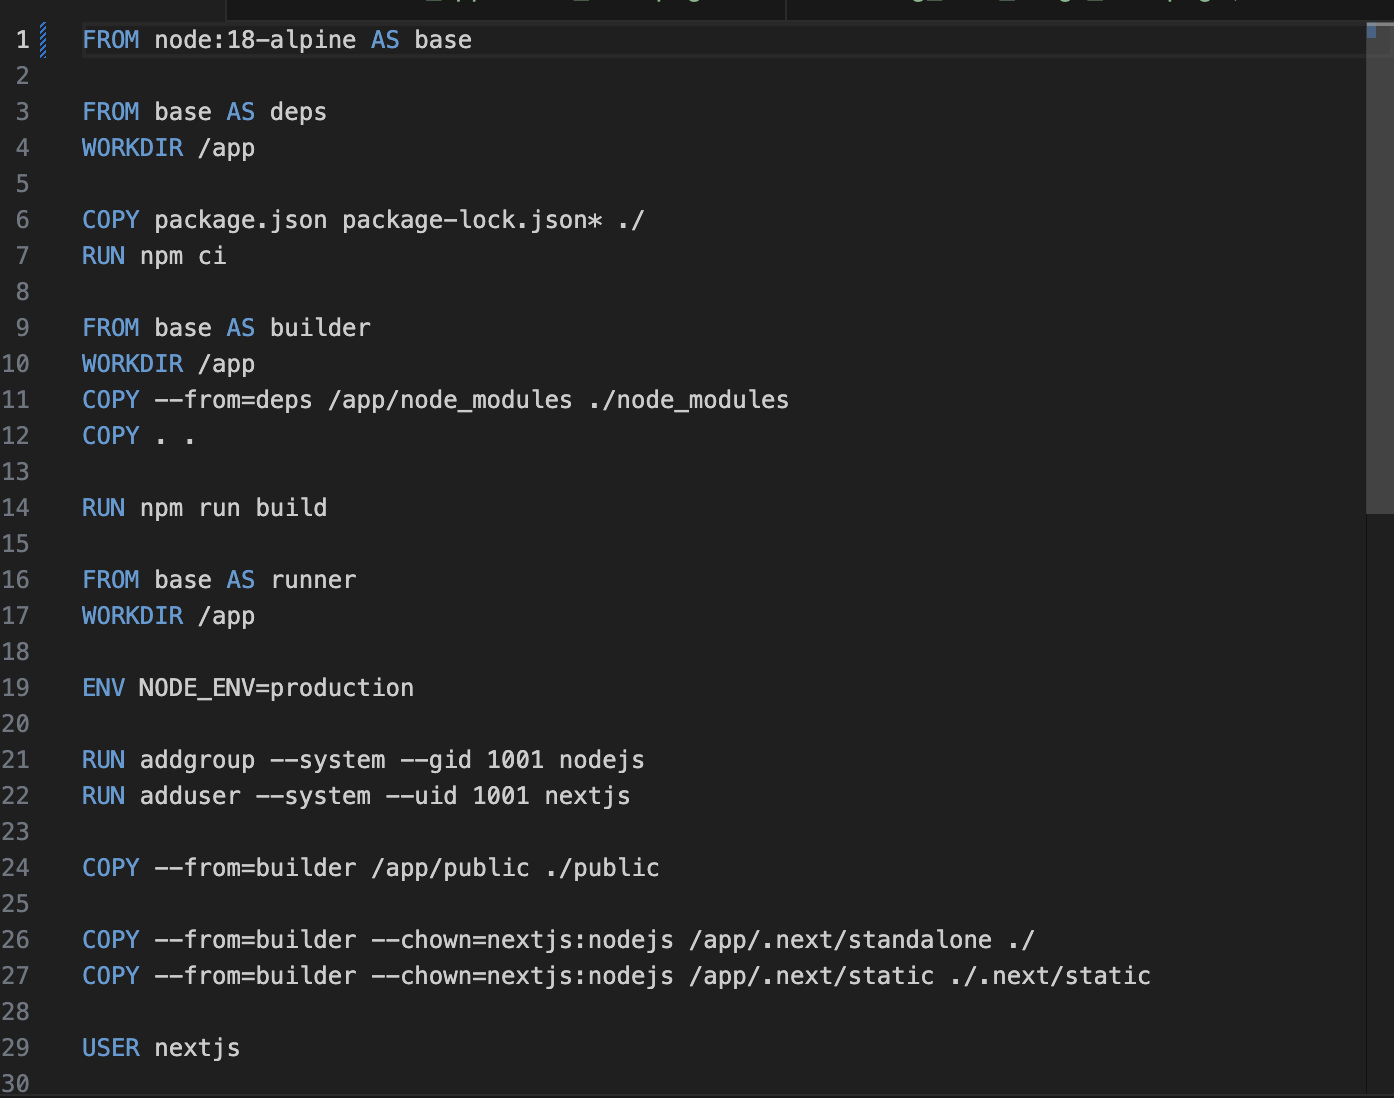 1 FROM node:18-alpine AS base
2
3 FROM base AS deps
4 WORKDIR /app
5
6 COPY package.json package-lock.json* ./
7 RUN npm ci
8
9 FROM base AS builder
10 WORKDIR /app
11 COPY --from=deps /app/node_modules ./node_modules
12 COPY . .
13
14 RUN npm run build
15
16 FROM base AS runner
17 WORKDIR /app
18
19 ENV NODE_ENV=production
20
21 RUN addgroup --system --gid 1001 nodejs
22 RUN adduser --system --uid 1001 nextjs
23
24 COPY --from=builder /app/public ./public
25
26 COPY --from=builder --chown=nextjs:nodejs /app/.next/standalone ./
27 COPY --from=builder --chown=nextjs:nodejs /app/.next/static ./.next/static
28
29 USER nextjs
30